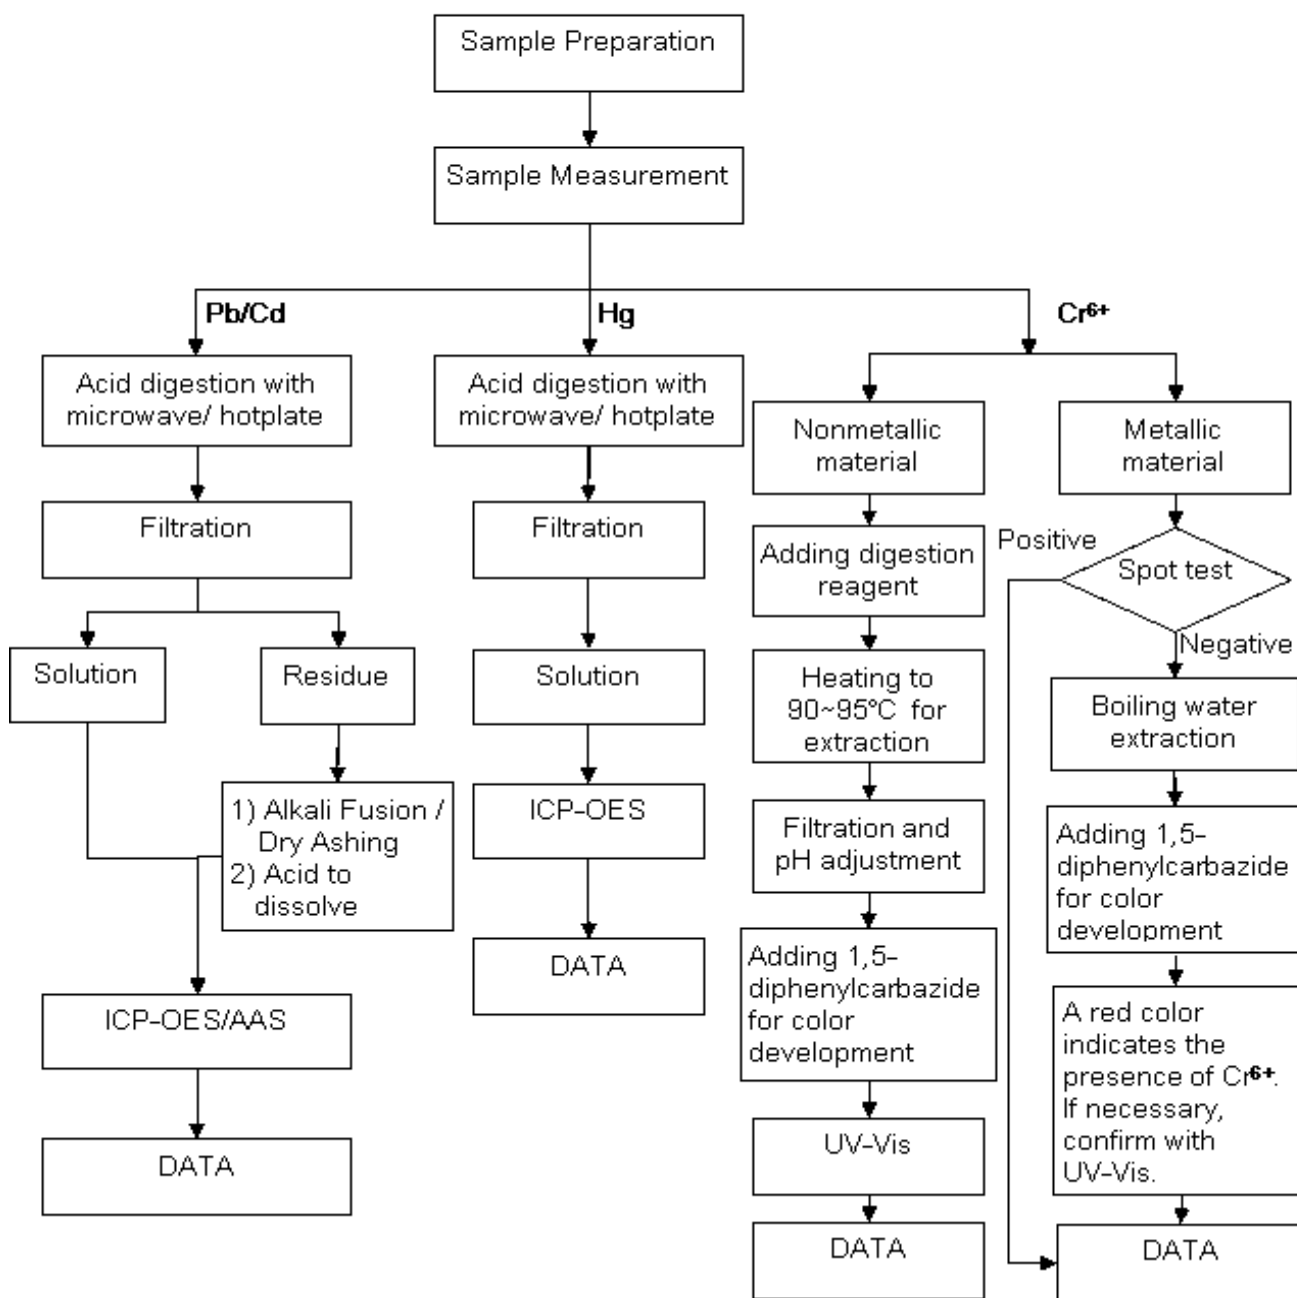 Sample Preparation
Sample Measurement
Pb/Cd
Hg
Cr⁶⁺
Acid digestion with
microwave/ hotplate
Filtration
Solution
Residue
1) Alkali Fusion /
Dry Ashing
2) Acid to
dissolve
ICP-OES/AAS
DATA
Acid digestion with
microwave/ hotplate
Filtration
Solution
ICP-OES
DATA
Nonmetallic
material
Adding digestion
reagent
Heating to
90~95°C for
extraction
Filtration and
pH adjustment
Adding 1,5-
diphenylcarbazide
for color
development
UV-Vis
DATA
Metallic
material
Positive
Spot test
Negative
Boiling water
extraction
Adding 1,5-
diphenylcarbazide
for color
development
A red color
indicates the
presence of Cr⁶⁺.
If necessary,
confirm with
UV-Vis.
DATA